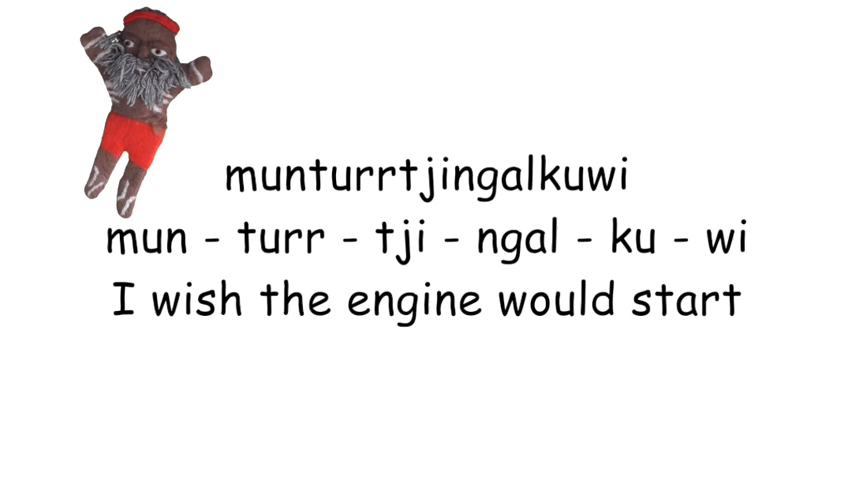 munturrtjingalkuwi
mun - turr - tji - ngal - ku - wi
I wish the engine would start